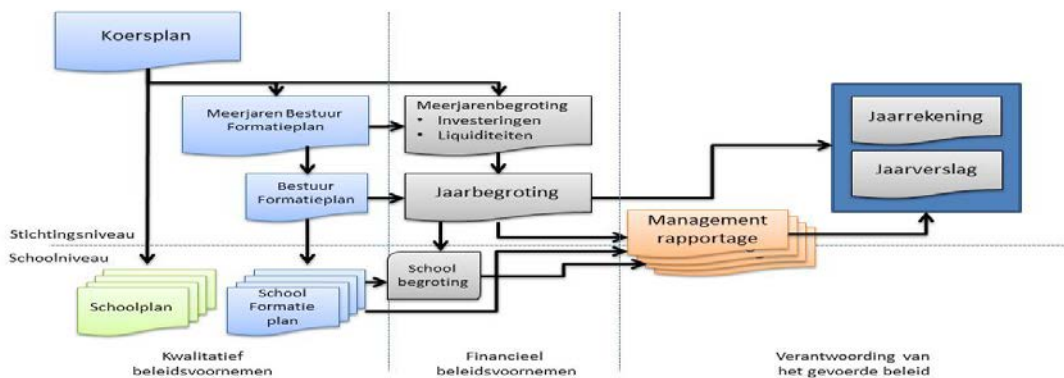 Koersplan
Meerjaren Bestuur
Formatieplan
Meerjarenbegroting
• Investeringen
• Liquiditeiten
Jaarrekening
Jaarverslag
Bestuur
Formatieplan
Jaarbegroting
Management
rapportage
Stichtingsniveau
Schoolniveau
Schoolplan
School
Formatie
plan
School
begroting
Kwalitatief
beleidsvoornemen
Financieel
beleidsvoornemen
Verantwoording van
het gevoerde beleid